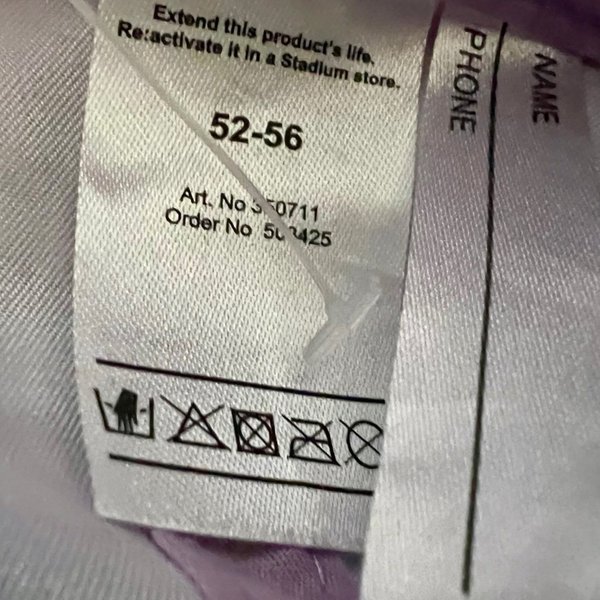 Extend this product's life.
Re:activate it in a Stadium store.
52-56
Art. No
Order No
NAME
PHONE